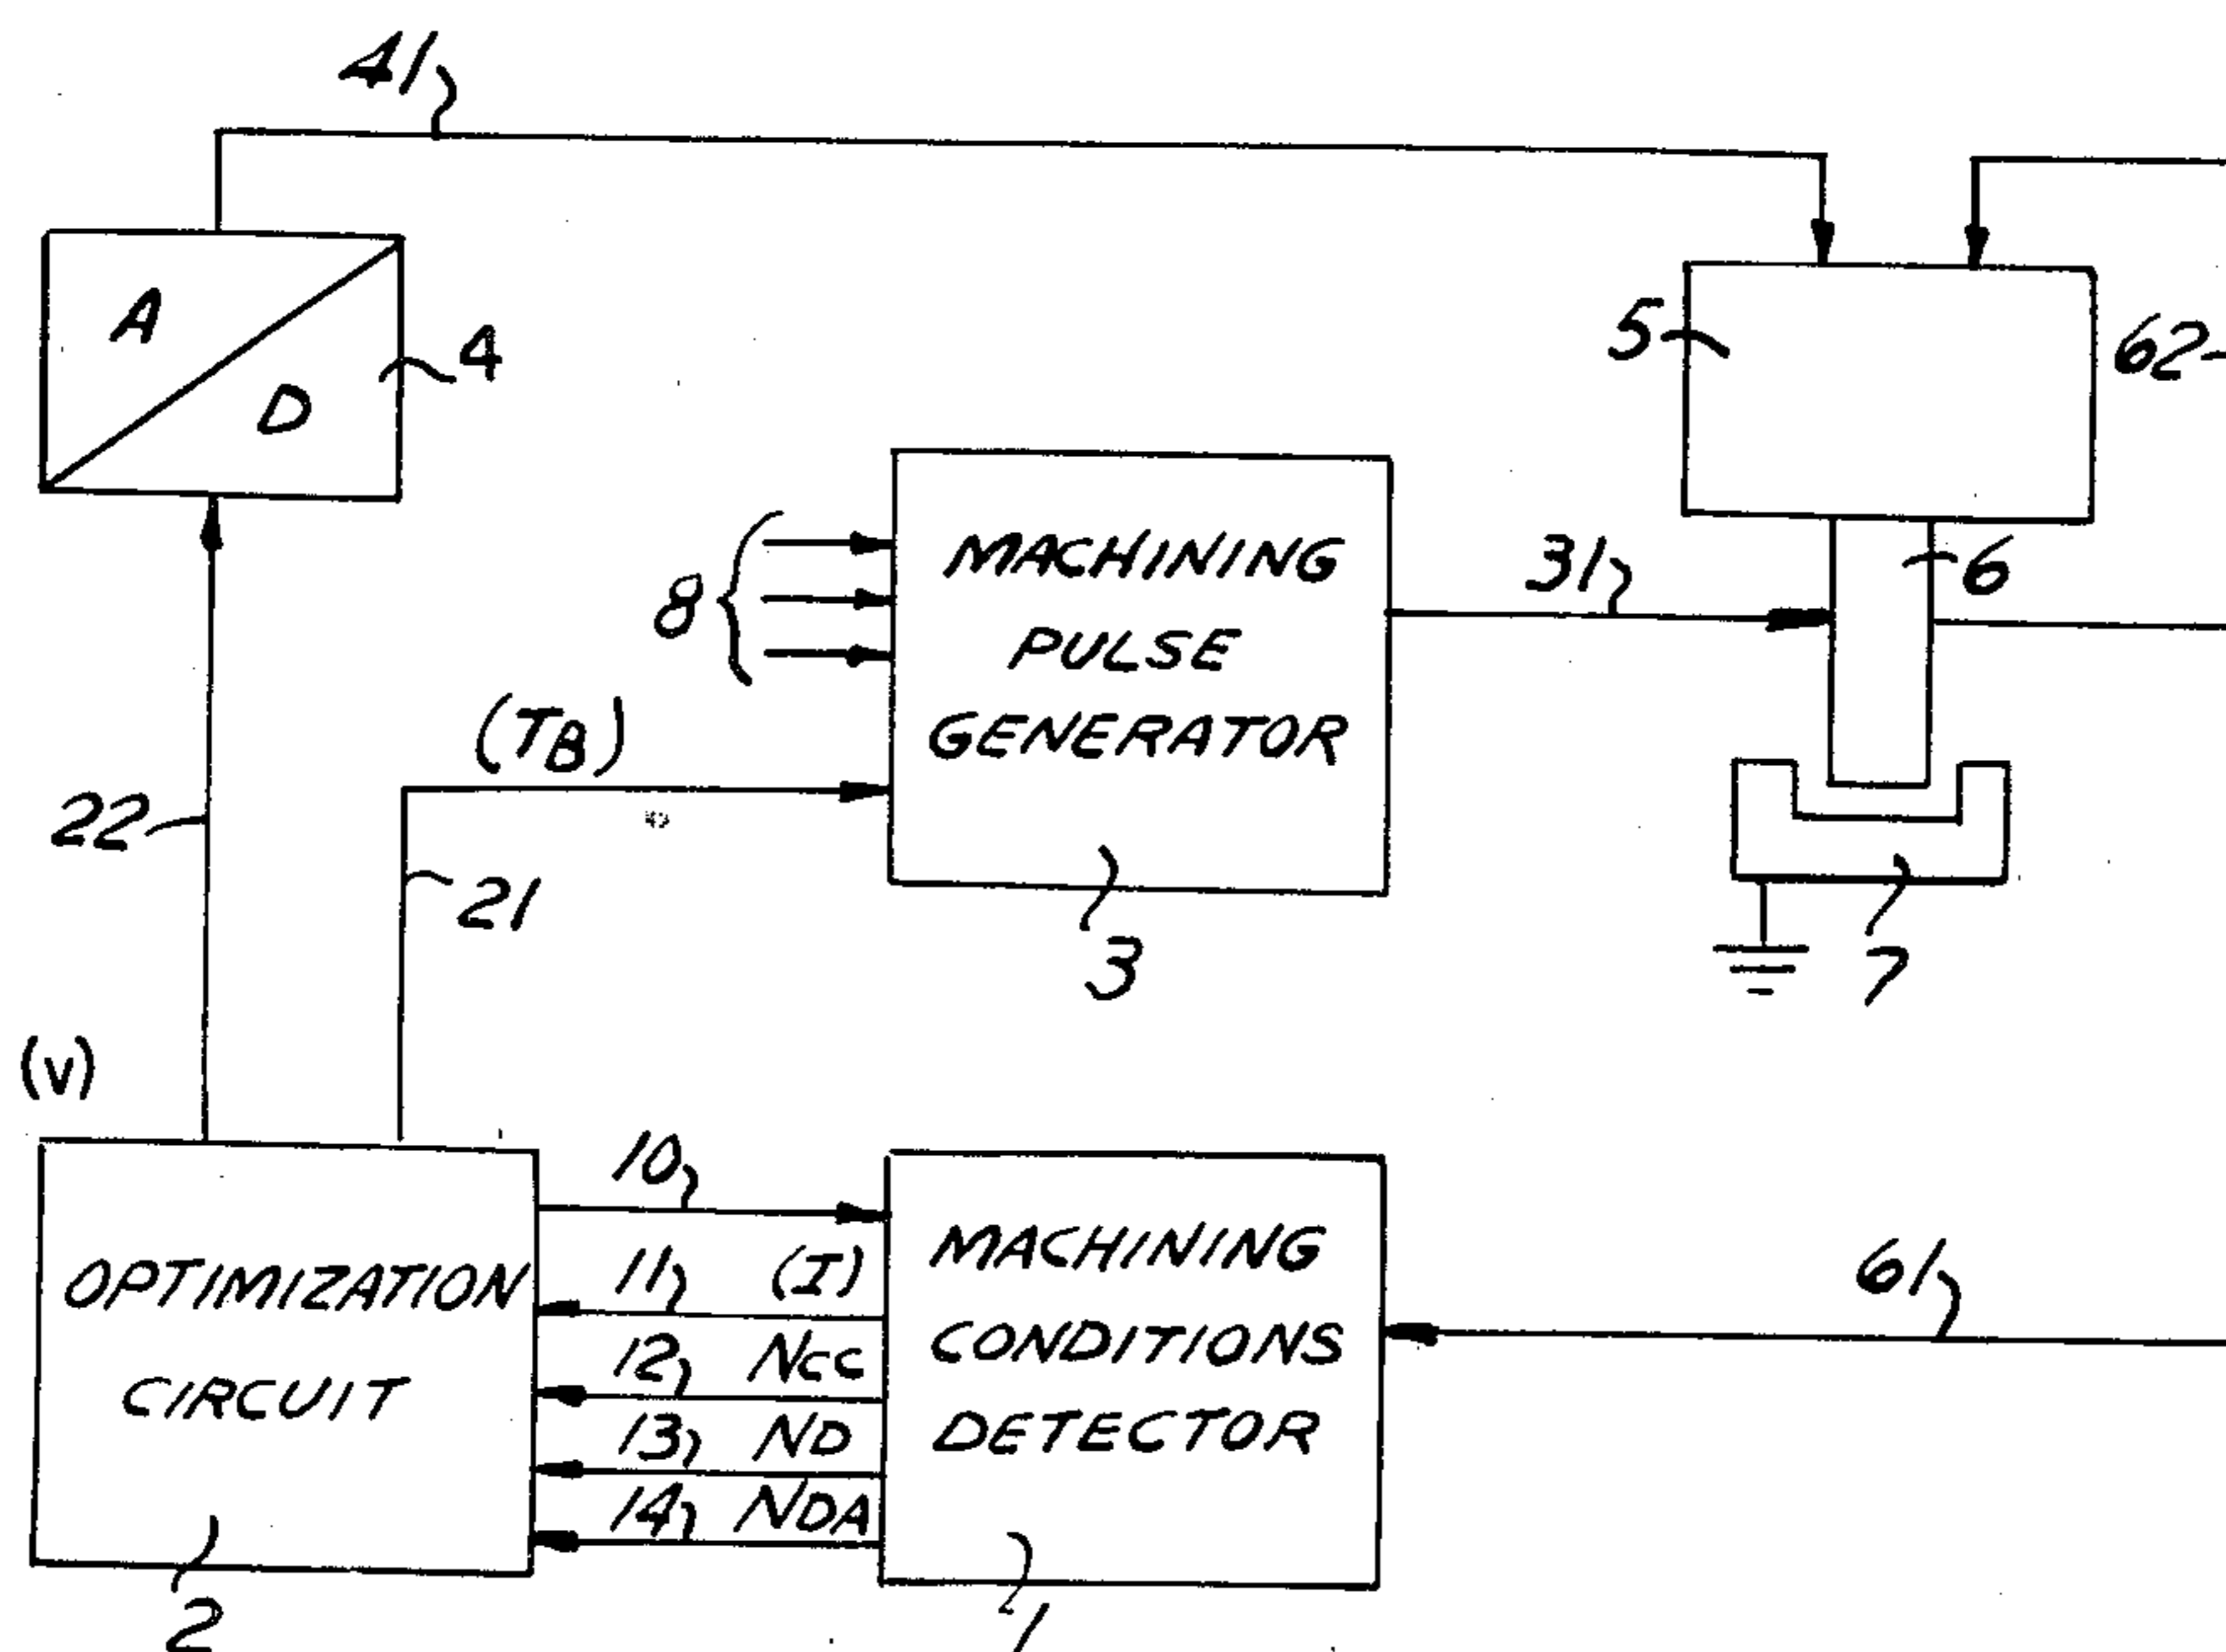 41
A
D
4
5
62
8
MACHINING
PULSE
GENERATOR
31
6
(TB)
22
21
3
7
(V)
10
OPTIMIZATION
CIRCUIT
11 (I)
12 NCC
13 ND
14 NDA
MACHINING
CONDITIONS
DETECTOR
61
2
1